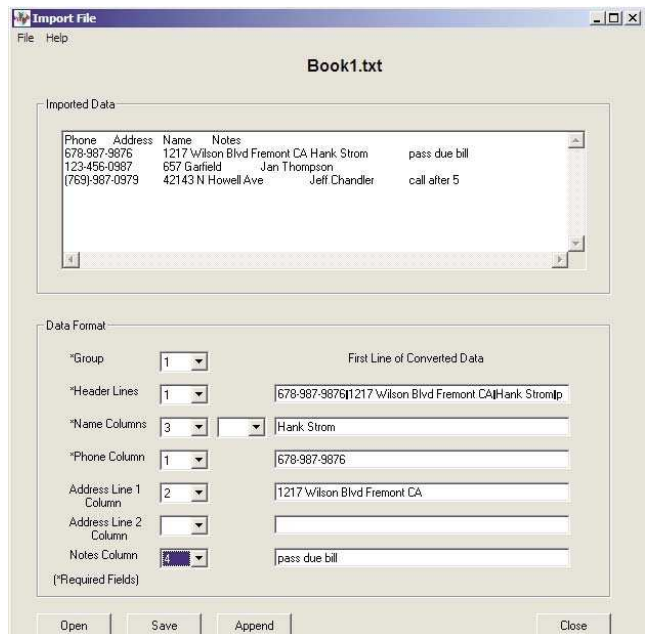 Import File
File Help
Book1.txt
Imported Data
Phone Address Name Notes
678-987-9876 1217 Wilson Blvd Fremont CA Hank Strom pass due bill
123-456-0987 657 Garfield Jan Thompson
(769)-987-0979 42143 N Howell Ave Jeff Chandler call after 5
Data Format
*Group 1 First Line of Converted Data
*Header Lines 1 678-987-9876|1217 Wilson Blvd Fremont CA|Hank Strom|p
*Name Columns 3 Hank Strom
*Phone Column 1 678-987-9876
Address Line 1 Column 2 1217 Wilson Blvd Fremont CA
Address Line 2 Column
Notes Column 4 pass due bill
(*Required Fields)
Open Save Append Close